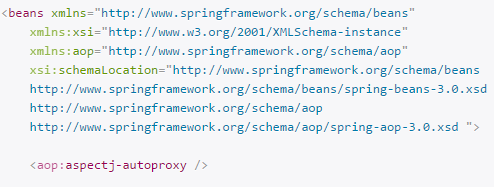 <beans xmlns="http://www.springframework.org/schema/beans"
xmlns:xsi="http://www.w3.org/2001/XMLSchema-instance"
xmlns:aop="http://www.springframework.org/schema/aop"
xsi:schemaLocation="http://www.springframework.org/schema/beans
http://www.springframework.org/schema/beans/spring-beans-3.0.xsd
http://www.springframework.org/schema/aop
http://www.springframework.org/schema/aop/spring-aop-3.0.xsd ">
<aop:aspectj-autoproxy />